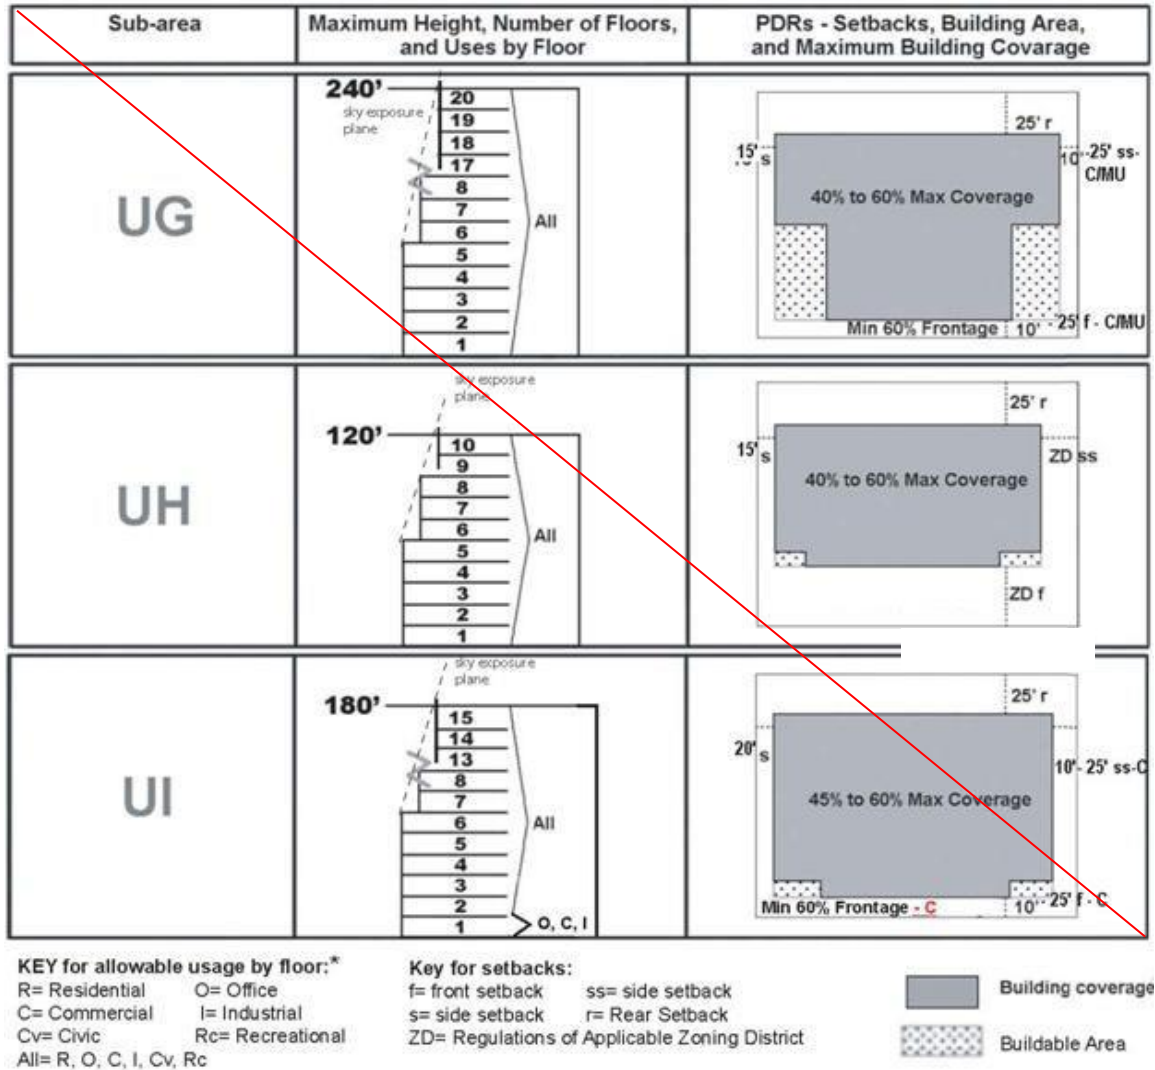 Sub-area
Maximum Height, Number of Floors,
and Uses by Floor
PDRs - Setbacks, Building Area,
and Maximum Building Covarage
UG
240'
sky exposure
plane
20
19
18
17
8
7
6
5
4
3
2
1
All
25' r
15' s
10'-25' ss-
C/MU
40% to 60% Max Coverage
Min 60% Frontage
10' - 25' f - C/MU
UH
sky exposure
plane
120'
10
9
8
7
6
5
4
3
2
1
All
25' r
15' s
ZD ss
40% to 60% Max Coverage
ZD f
UI
sky exposure
plane
180'
15
14
13
8
7
6
5
4
3
2
1
All
O, C, I
25' r
20' s
10'- 25' ss-C
45% to 60% Max Coverage
Min 60% Frontage - C
10' - 25' f - C
KEY for allowable usage by floor:*
R= Residential O= Office
C= Commercial I= Industrial
Cv= Civic Rc= Recreational
All= R, O, C, I, Cv, Rc
Key for setbacks:
f= front setback ss= side setback
s= side setback r= Rear Setback
ZD= Regulations of Applicable Zoning District
Building coverage
Buildable Area